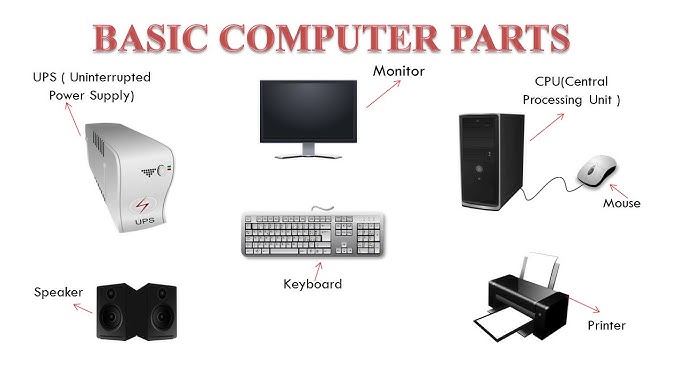 BASIC COMPUTER PARTS
UPS ( Uninterrupted
Power Supply)
UPS
Monitor
CPU(Central
Processing Unit )
Speaker
Keyboard
Mouse
Printer